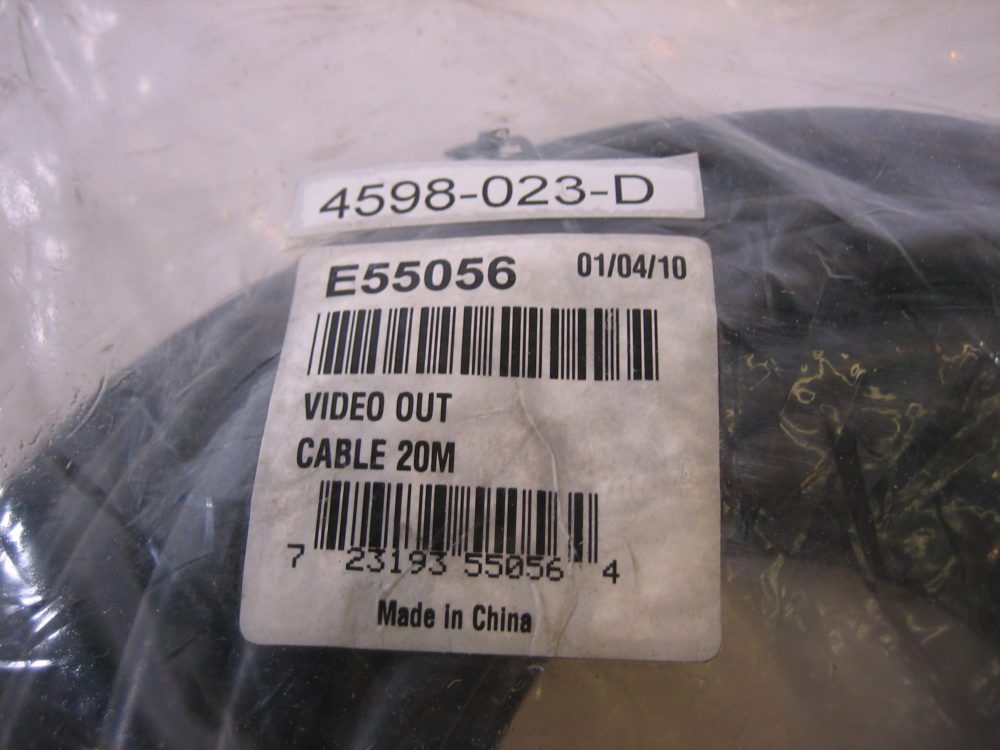 4598-023-D
E55056 01/04/10
VIDEO OUT
CABLE 20M
7 23193 55056 4
Made in China